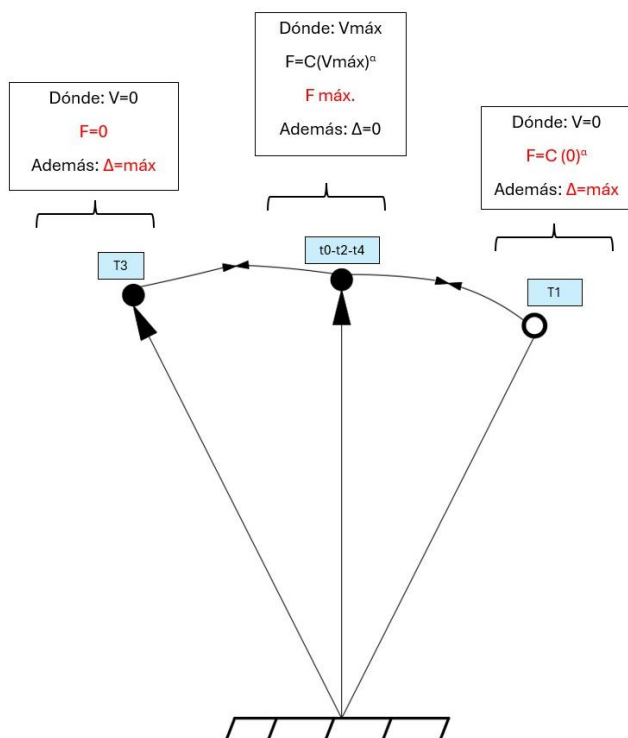 Dónde: V=0
F=0
Además: Δ=máx
Dónde: Vmáx
F=C(Vmáx)ᵅ
F máx.
Además: Δ=0
Dónde: V=0
F=C (0)ᵅ
Además: Δ=máx
T3
t0-t2-t4
T1